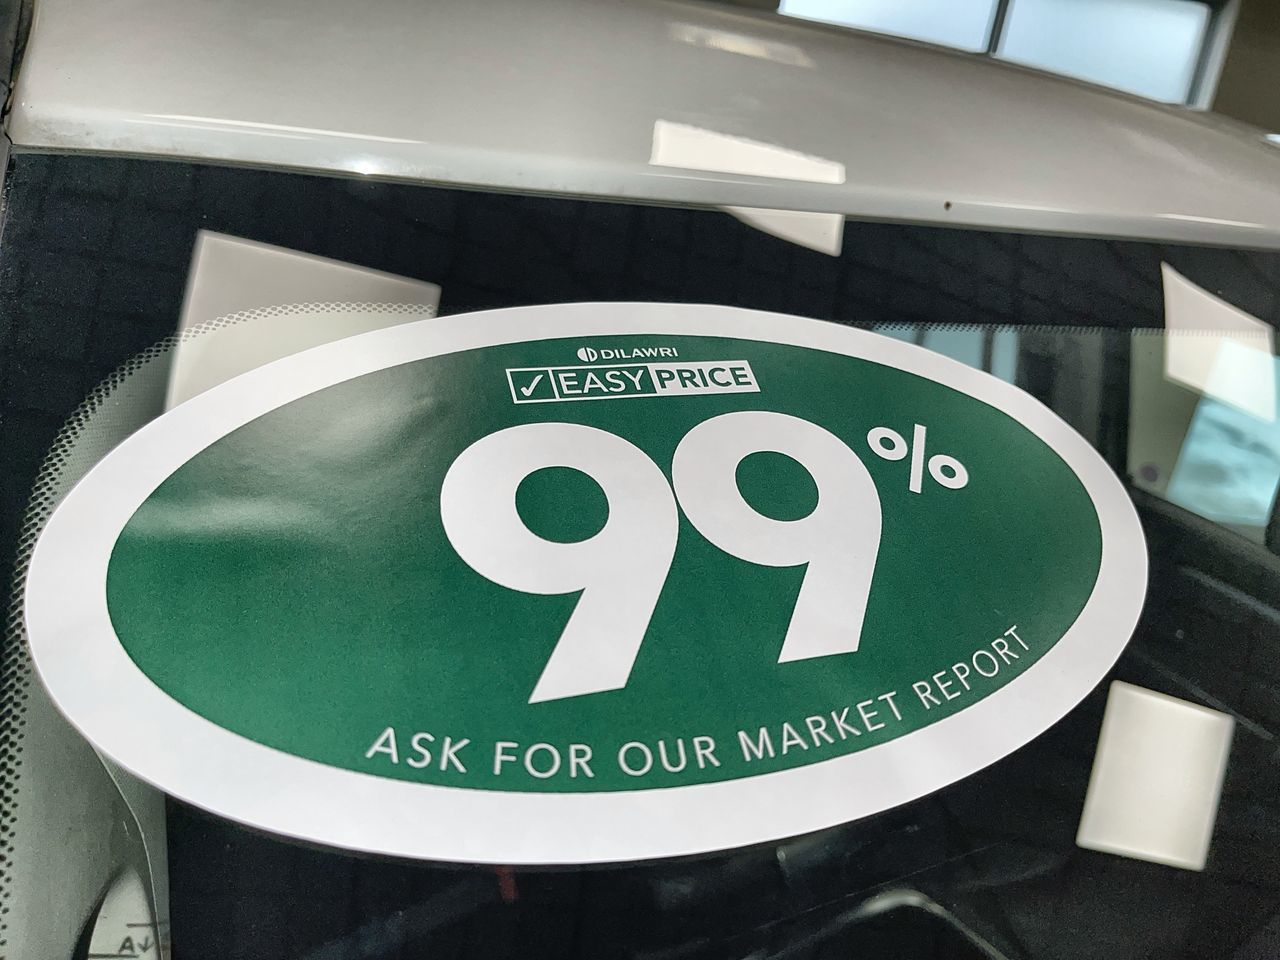 DILAWRI
✓ EASY PRICE
99%
ASK FOR OUR MARKET REPORT
A↓